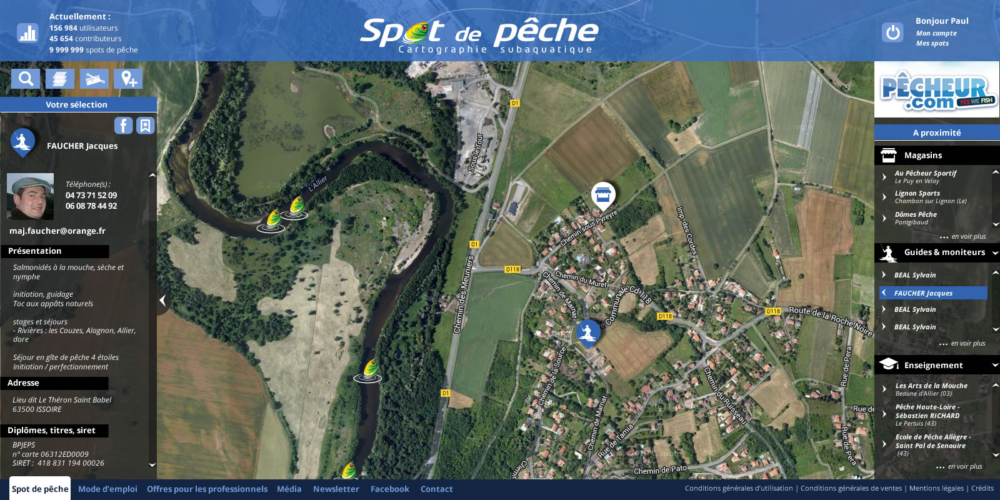 Actuellement :
156 984 utilisateurs
45 654 contributeurs
9 999 999 spots de pêche
Spot de pêche
Cartographie subaquatique
Bonjour Paul
Mon compte
Mes spots
Votre sélection
FAUCHER Jacques
Téléphone(s) :
04 73 71 52 09
06 08 78 44 92
maj.faucher@orange.fr
Présentation
Salmonidés à la mouche, sèche et
nymphe
initiation, guidage
Toc aux appâts naturels
stages et séjours
- Rivières : les Couzes, Alagnon, Allier,
dore
Séjour en gîte de pêche 4 étoiles
Initiation / perfectionnement
Adresse
Lieu dit Le Théron Saint Babel
63500 ISSOIRE
Diplômes, titres, siret
BPJEPS
n° carte 06312ED0009
SIRET : 418 831 194 00026
L'Allier
D1
Sous le Tour
D1
D118
Chemin des Meuniers
D1
Chemin sous Pyreyre
Imp. des Cordes
Chemin du Muret
Chemin de Marnat
Communale Cd 118
D118
D118
Route de la Roche Noire
Chemin de la Source
Chemin de Marnat
Rue de Tamia
Chemin du Ruisseau
Chemin de Pato
Rue de Pera
Rue de la
Rue de Pera
PÊCHEUR
.com YES WE FISH
A proximité
Magasins
Au Pêcheur Sportif
Le Puy en Velay
Lignon Sports
Chambon sur Lignon (Le)
Dômes Pêche
Pontgibaud
... en voir plus
Guides & moniteurs
BEAL Sylvain
FAUCHER Jacques
BEAL Sylvain
BEAL Sylvain
... en voir plus
Enseignement
Les Arts de la Mouche
Beaune d'Allier (03)
Pêche Haute-Loire -
Sébastien RICHARD
Le Pertuis (43)
Ecole de Pêche Allègre -
Saint Pal de Senouire
(43)
... en voir plus
Spot de pêche
Mode d'emploi
Offres pour les professionnels
Média
Newsletter
Facebook
Contact
Conditions générales d'utilisation | Conditions générales de ventes | Mentions légales | Crédits